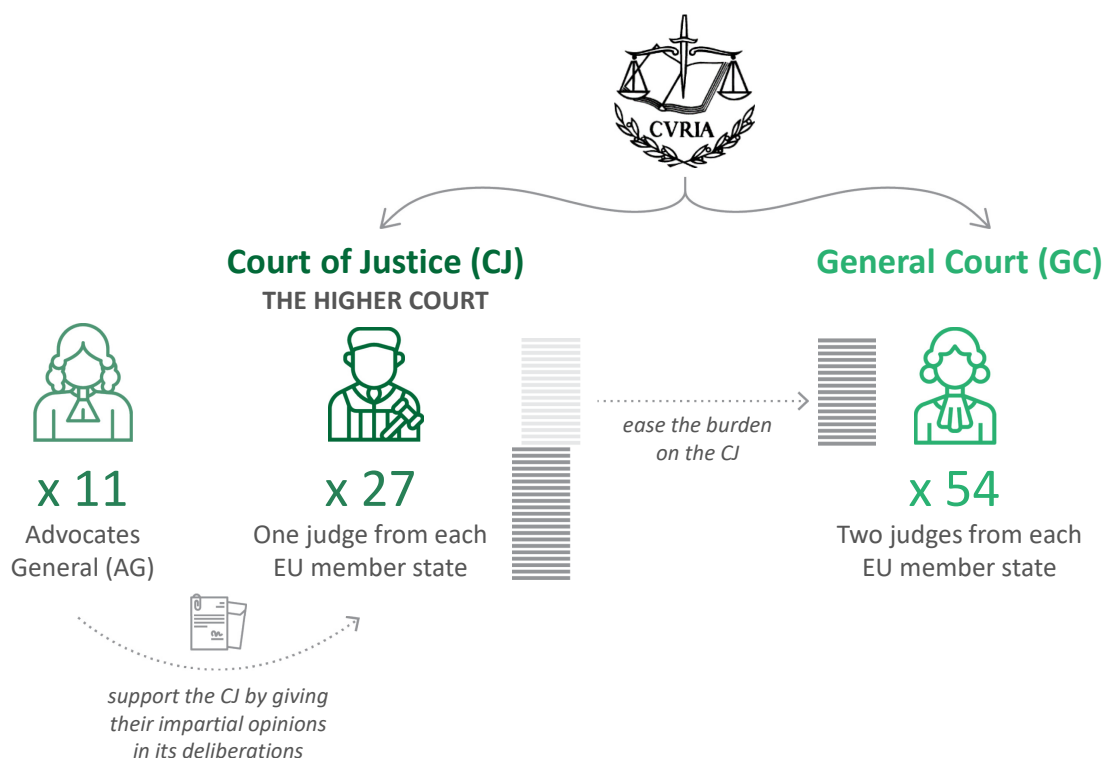 CVRIA
Court of Justice (CJ)
THE HIGHER COURT
General Court (GC)
x 11
Advocates
General (AG)
x 27
One judge from each
EU member state
ease the burden
on the CJ
x 54
Two judges from each
EU member state
support the CJ by giving
their impartial opinions
in its deliberations